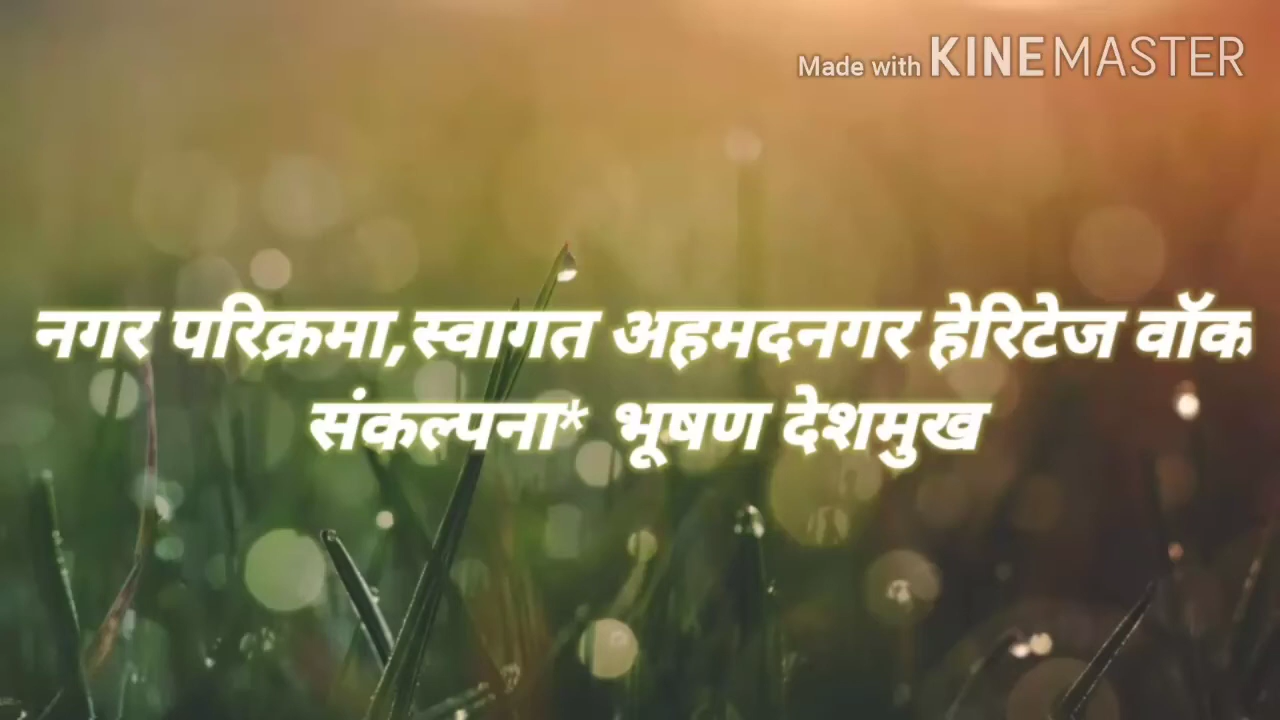 Made with KINEMASTER
नगर परिक्रमा,स्वागत अहमदनगर हेरिटेज वॉक
संकल्पना* भूषण देशमुख